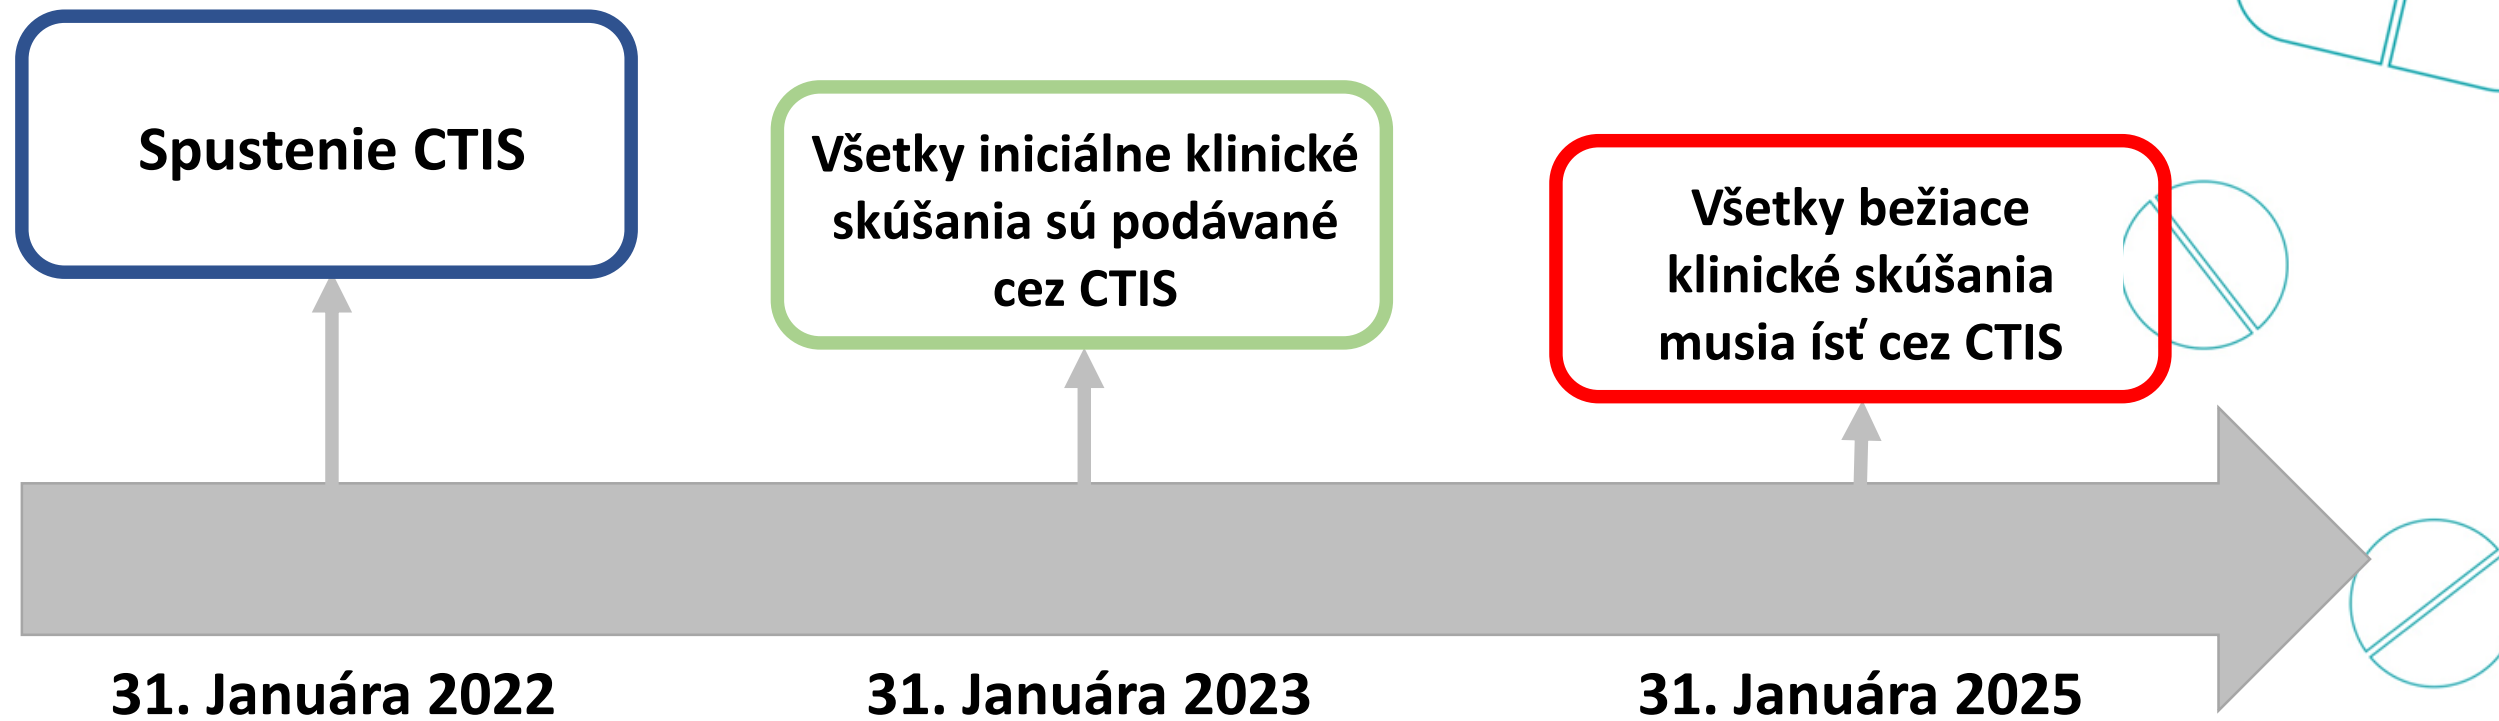 Spustenie CTIS
Všetky iniciálne klinické
skúšania sú podávané
cez CTIS
Všetky bežiace
klinické skúšania
musia ísť cez CTIS
31. Januára 2022
31. Januára 2023
31. Januára 2025